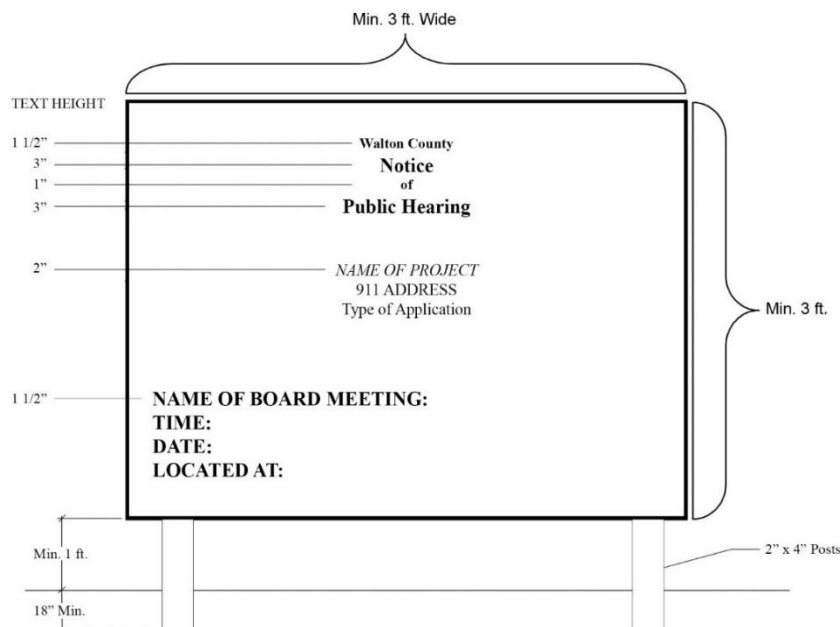 Min. 3 ft. Wide
TEXT HEIGHT
1 1/2”
Walton County
3”
Notice
1”
of
3”
Public Hearing
2”
NAME OF PROJECT
911 ADDRESS
Type of Application
Min. 3 ft.
1 1/2”
NAME OF BOARD MEETING:
TIME:
DATE:
LOCATED AT:
Min. 1 ft.
2” x 4” Posts
18” Min.